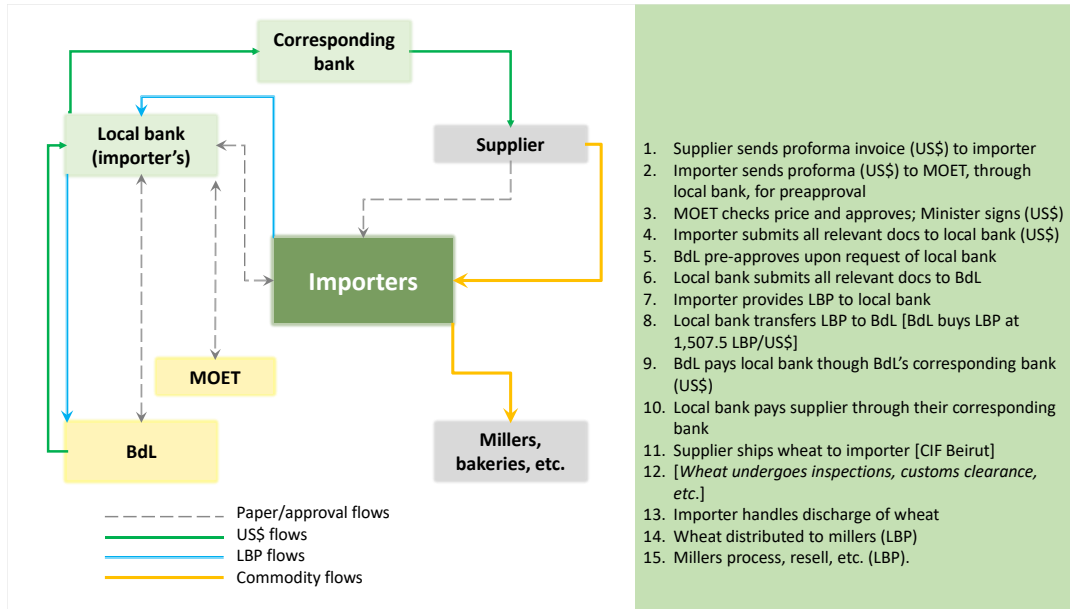 Corresponding
bank
Local bank
(importer's)
Supplier
Importers
MOET
BdL
Millers,
bakeries, etc.
Paper/approval flows
US$ flows
LBP flows
Commodity flows
1. Supplier sends proforma invoice (US$) to importer
2. Importer sends proforma (US$) to MOET, through
local bank, for preapproval
3. MOET checks price and approves; Minister signs (US$)
4. Importer submits all relevant docs to local bank (US$)
5. BdL pre-approves upon request of local bank
6. Local bank submits all relevant docs to BdL
7. Importer provides LBP to local bank
8. Local bank transfers LBP to BdL [BdL buys LBP at
1,507.5 LBP/US$]
9. BdL pays local bank though BdL's corresponding bank
(US$)
10. Local bank pays supplier through their corresponding
bank
11. Supplier ships wheat to importer [CIF Beirut]
12. [Wheat undergoes inspections, customs clearance,
etc.]
13. Importer handles discharge of wheat
14. Wheat distributed to millers (LBP)
15. Millers process, resell, etc. (LBP).